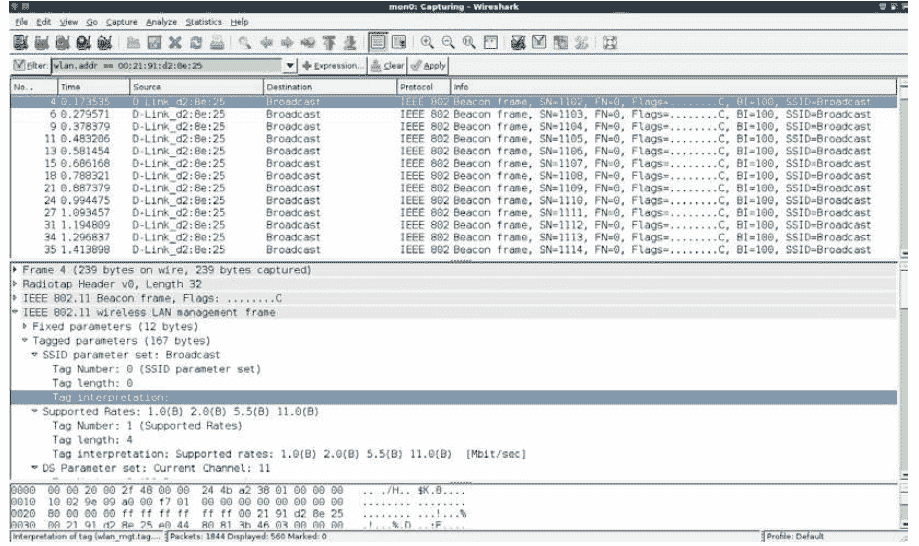 mon0: Capturing - Wireshark
File Edit View Go Capture Analyze Statistics Help
Filter: wlan.addr == 00:21:91:d2:8e:25 Expression... Clear Apply
No.. Time Source Destination Protocol Info
4 0.173535 D-Link_d2:8e:25 Broadcast IEEE 802 Beacon frame, SN=1102, FN=0, Flags=........C, BI=100, SSID=Broadcast
6 0.279571 D-Link_d2:8e:25 Broadcast IEEE 802 Beacon frame, SN=1103, FN=0, Flags=........C, BI=100, SSID=Broadcast
9 0.378379 D-Link_d2:8e:25 Broadcast IEEE 802 Beacon frame, SN=1104, FN=0, Flags=........C, BI=100, SSID=Broadcast
11 0.483206 D-Link_d2:8e:25 Broadcast IEEE 802 Beacon frame, SN=1105, FN=0, Flags=........C, BI=100, SSID=Broadcast
13 0.581454 D-Link_d2:8e:25 Broadcast IEEE 802 Beacon frame, SN=1106, FN=0, Flags=........C, BI=100, SSID=Broadcast
15 0.686168 D-Link_d2:8e:25 Broadcast IEEE 802 Beacon frame, SN=1107, FN=0, Flags=........C, BI=100, SSID=Broadcast
18 0.788321 D-Link_d2:8e:25 Broadcast IEEE 802 Beacon frame, SN=1108, FN=0, Flags=........C, BI=100, SSID=Broadcast
21 0.887379 D-Link_d2:8e:25 Broadcast IEEE 802 Beacon frame, SN=1109, FN=0, Flags=........C, BI=100, SSID=Broadcast
24 0.994475 D-Link_d2:8e:25 Broadcast IEEE 802 Beacon frame, SN=1110, FN=0, Flags=........C, BI=100, SSID=Broadcast
27 1.093457 D-Link_d2:8e:25 Broadcast IEEE 802 Beacon frame, SN=1111, FN=0, Flags=........C, BI=100, SSID=Broadcast
31 1.194809 D-Link_d2:8e:25 Broadcast IEEE 802 Beacon frame, SN=1112, FN=0, Flags=........C, BI=100, SSID=Broadcast
34 1.296837 D-Link_d2:8e:25 Broadcast IEEE 802 Beacon frame, SN=1113, FN=0, Flags=........C, BI=100, SSID=Broadcast
35 1.413898 D-Link_d2:8e:25 Broadcast IEEE 802 Beacon frame, SN=1114, FN=0, Flags=........C, BI=100, SSID=Broadcast
Frame 4 (239 bytes on wire, 239 bytes captured)
Radiotap Header v0, Length 32
IEEE 802.11 Beacon frame, Flags: ........C
IEEE 802.11 wireless LAN management frame
Fixed parameters (12 bytes)
Tagged parameters (167 bytes)
SSID parameter set: Broadcast
Tag Number: 0 (SSID parameter set)
Tag length: 0
Tag interpretation:
Supported Rates: 1.0(B) 2.0(B) 5.5(B) 11.0(B)
Tag Number: 1 (Supported Rates)
Tag length: 4
Tag interpretation: Supported rates: 1.0(B) 2.0(B) 5.5(B) 11.0(B) [Mbit/sec]
DS Parameter set: Current Channel: 11
0000 00 00 20 00 2f 48 00 00 24 4b a2 38 01 00 00 00 .. ./H.. $K.8....
0010 10 02 9e 09 a0 00 f7 01 00 00 00 00 00 00 00 00
0020 80 00 00 00 ff ff ff ff ff ff 00 21 91 d2 8e 25 ...........!...%
0030 00 21 91 d2 8e 25 e0 44 80 81 3b 46 03 00 00 00 .!...%.D ..;F....
Interpretation of tag (wlan_mgt.tag.... Packets: 1844 Displayed: 560 Marked: 0 Profile: Default